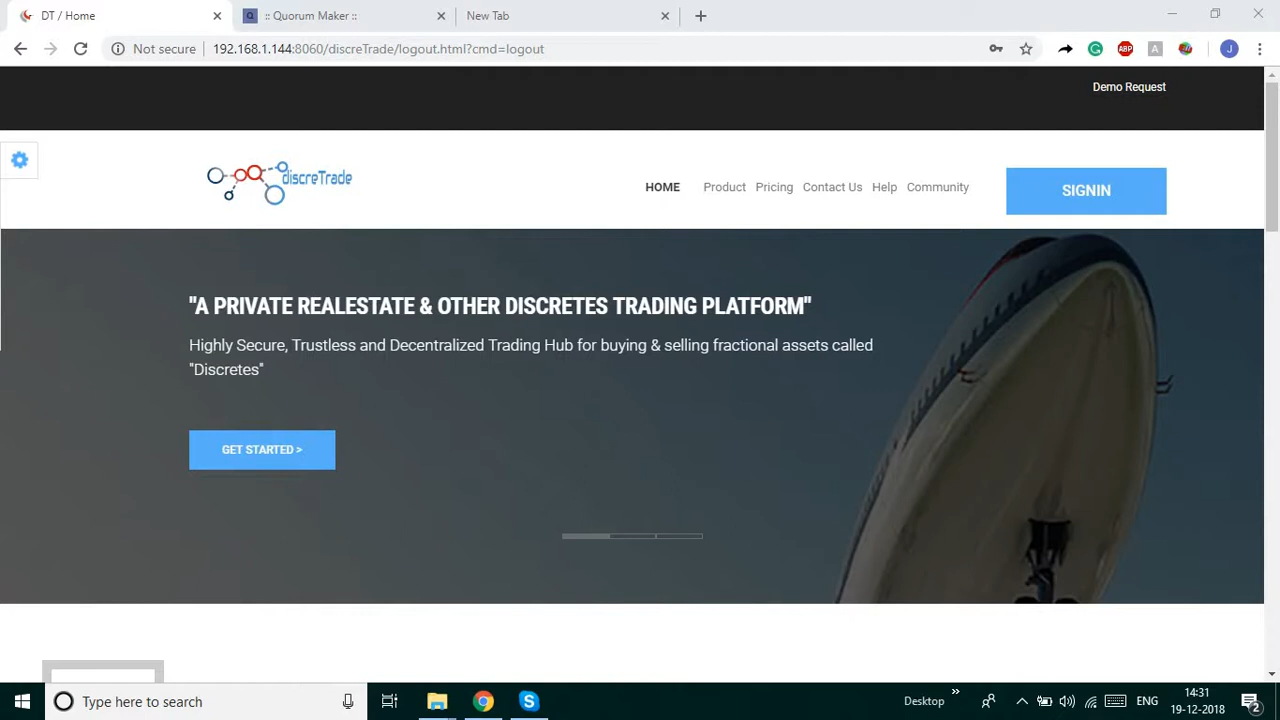 DT / Home
:: Quorum Maker ::
New Tab
Not secure
192.168.1.144:8060/discreTrade/logout.html?cmd=logout
ABP
A
J
Demo Request
discreTrade
HOME
Product
Pricing
Contact Us
Help
Community
SIGNIN
"A PRIVATE REALESTATE & OTHER DISCRETES TRADING PLATFORM"
Highly Secure, Trustless and Decentralized Trading Hub for buying & selling fractional assets called
"Discretes"
GET STARTED >
Type here to search
Desktop
ENG
14:31
19-12-2018
2